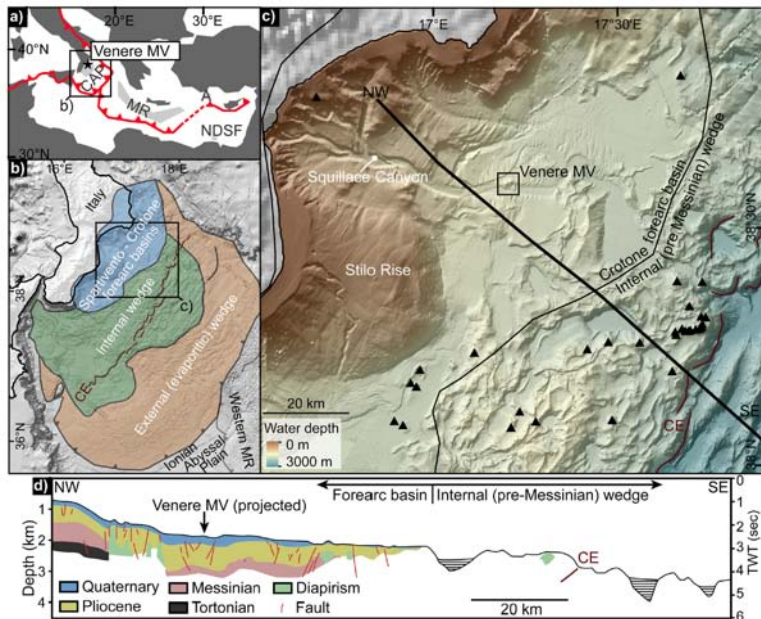 a)
20°E
30°E
40°N
Venere MV
CAP
b)
MR
A
NDSF
30°N
b)
16°E
18°E
Italy
Spartivento - Crotone
forearc basins
38°N
Internal wedge
c)
CE
External (evaporitic) wedge
Western MR
Ionian
Abyssal
Plain
36°N
c)
17°E
17°30'E
NW
Squillace Canyon
Venere MV
Crotone forearc basin
Internal (pre Messinian) wedge
38°30'N
Stilo Rise
20 km
Water depth
0 m
3000 m
CE
SE
38°N
d)
NW
Forearc basin
Internal (pre-Messinian) wedge
SE
Venere MV (projected)
Depth (km)
1
2
3
4
0
1
2
3
4
5
6
TWT (sec)
CE
Quaternary
Messinian
Diapirism
Pliocene
Tortonian
Fault
20 km